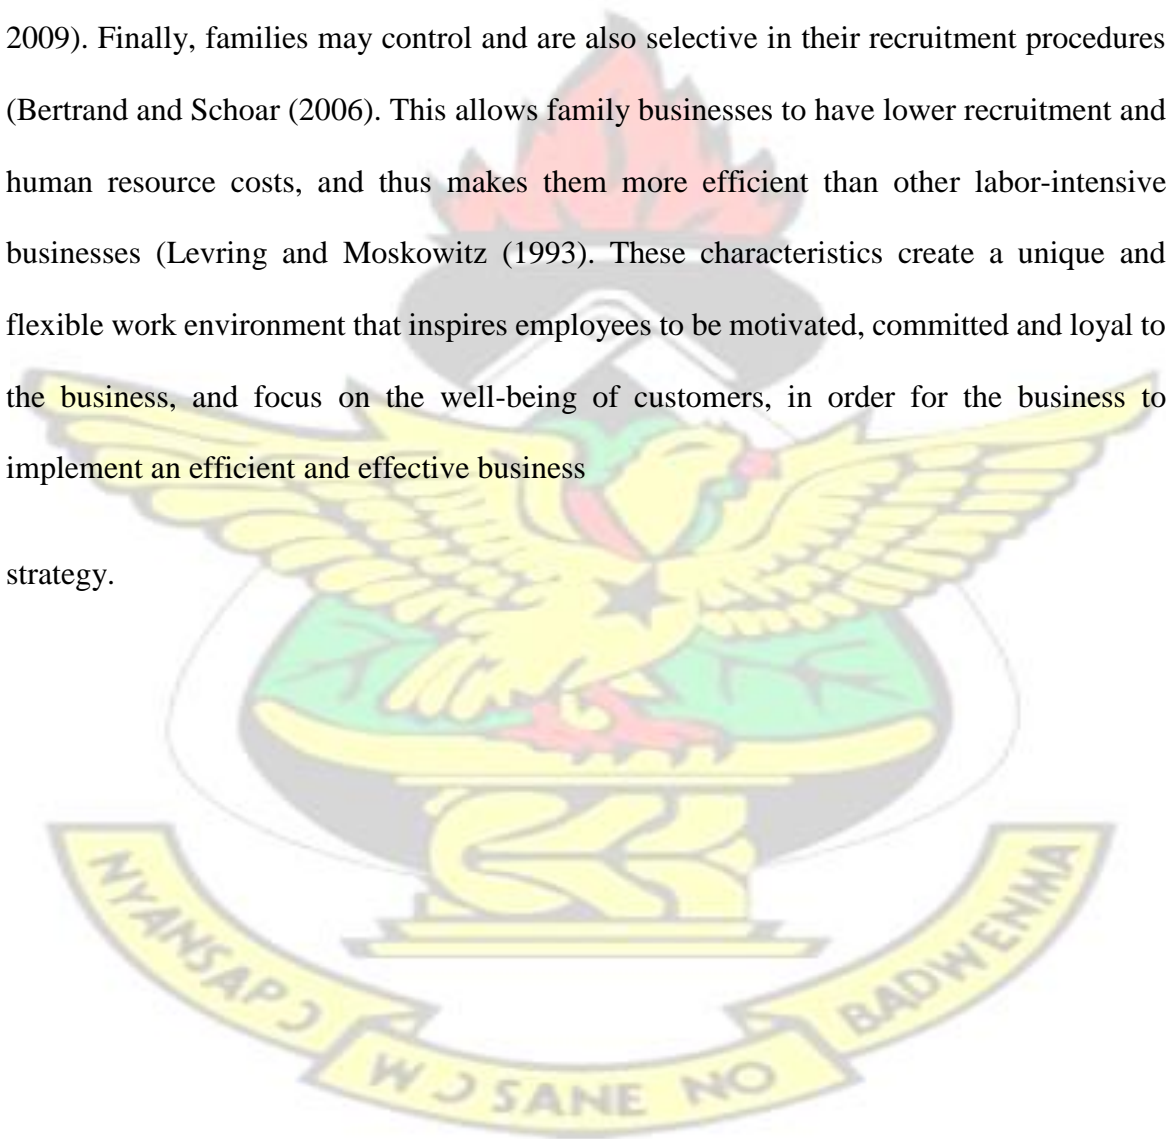 2009). Finally, families may control and are also selective in their recruitment procedures
(Bertrand and Schoar (2006). This allows family businesses to have lower recruitment and
human resource costs, and thus makes them more efficient than other labor-intensive
businesses (Levring and Moskowitz (1993). These characteristics create a unique and
flexible work environment that inspires employees to be motivated, committed and loyal to
the business, and focus on the well-being of customers, in order for the business to
implement an efficient and effective business
strategy.
NYANSAPƆ
WƆ SANE NO
BADWENMA